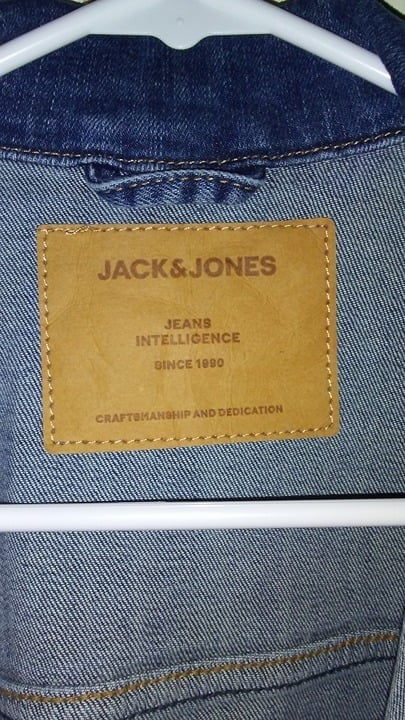 JACK&JONES
JEANS
INTELLIGENCE
SINCE 1990
CRAFTSMANSHIP AND DEDICATION